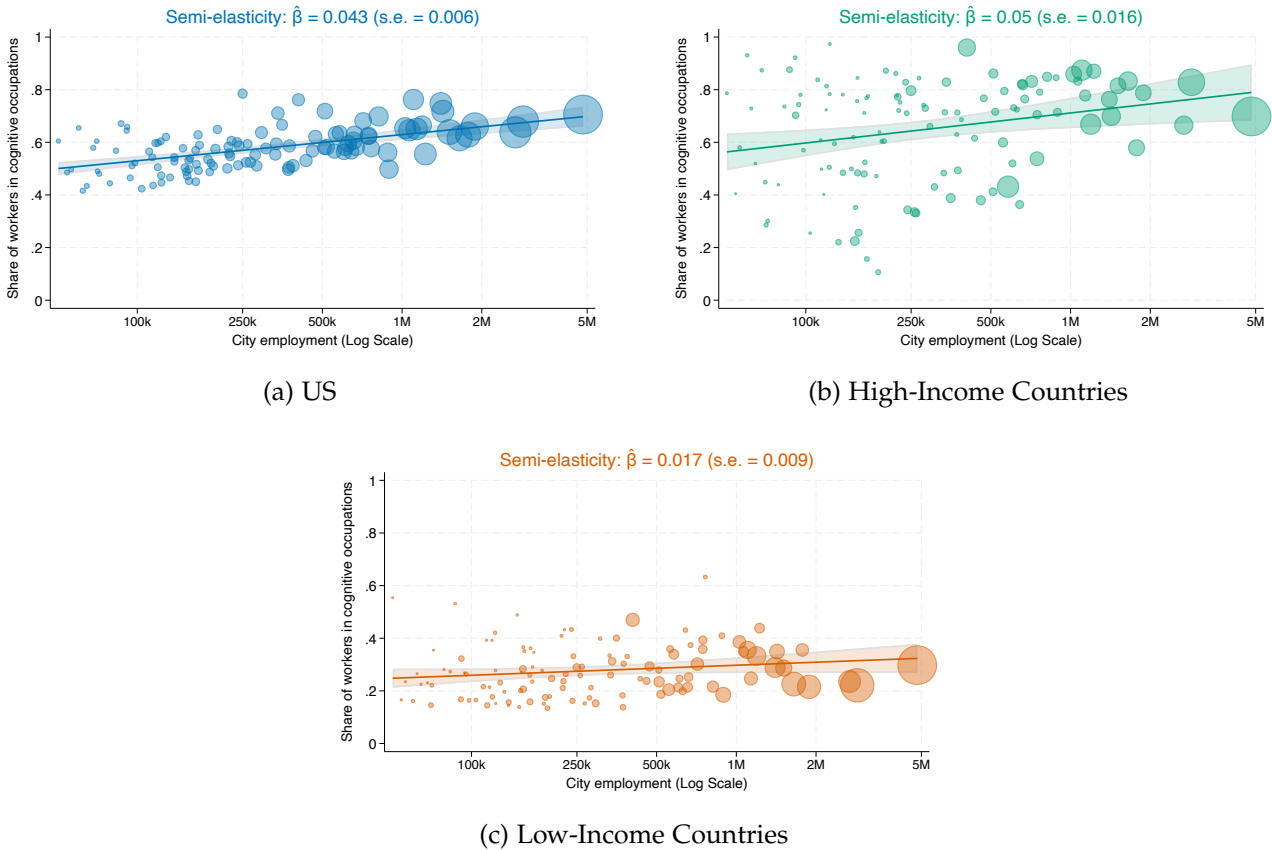 Semi-elasticity: β̂ = 0.043 (s.e. = 0.006)
Share of workers in cognitive occupations
1
.8
.6
.4
.2
0
100k 250k 500k 1M 2M 5M
City employment (Log Scale)
(a) US
Semi-elasticity: β̂ = 0.05 (s.e. = 0.016)
Share of workers in cognitive occupations
1
.8
.6
.4
.2
0
100k 250k 500k 1M 2M 5M
City employment (Log Scale)
(b) High-Income Countries
Semi-elasticity: β̂ = 0.017 (s.e. = 0.009)
Share of workers in cognitive occupations
1
.8
.6
.4
.2
0
100k 250k 500k 1M 2M 5M
City employment (Log Scale)
(c) Low-Income Countries